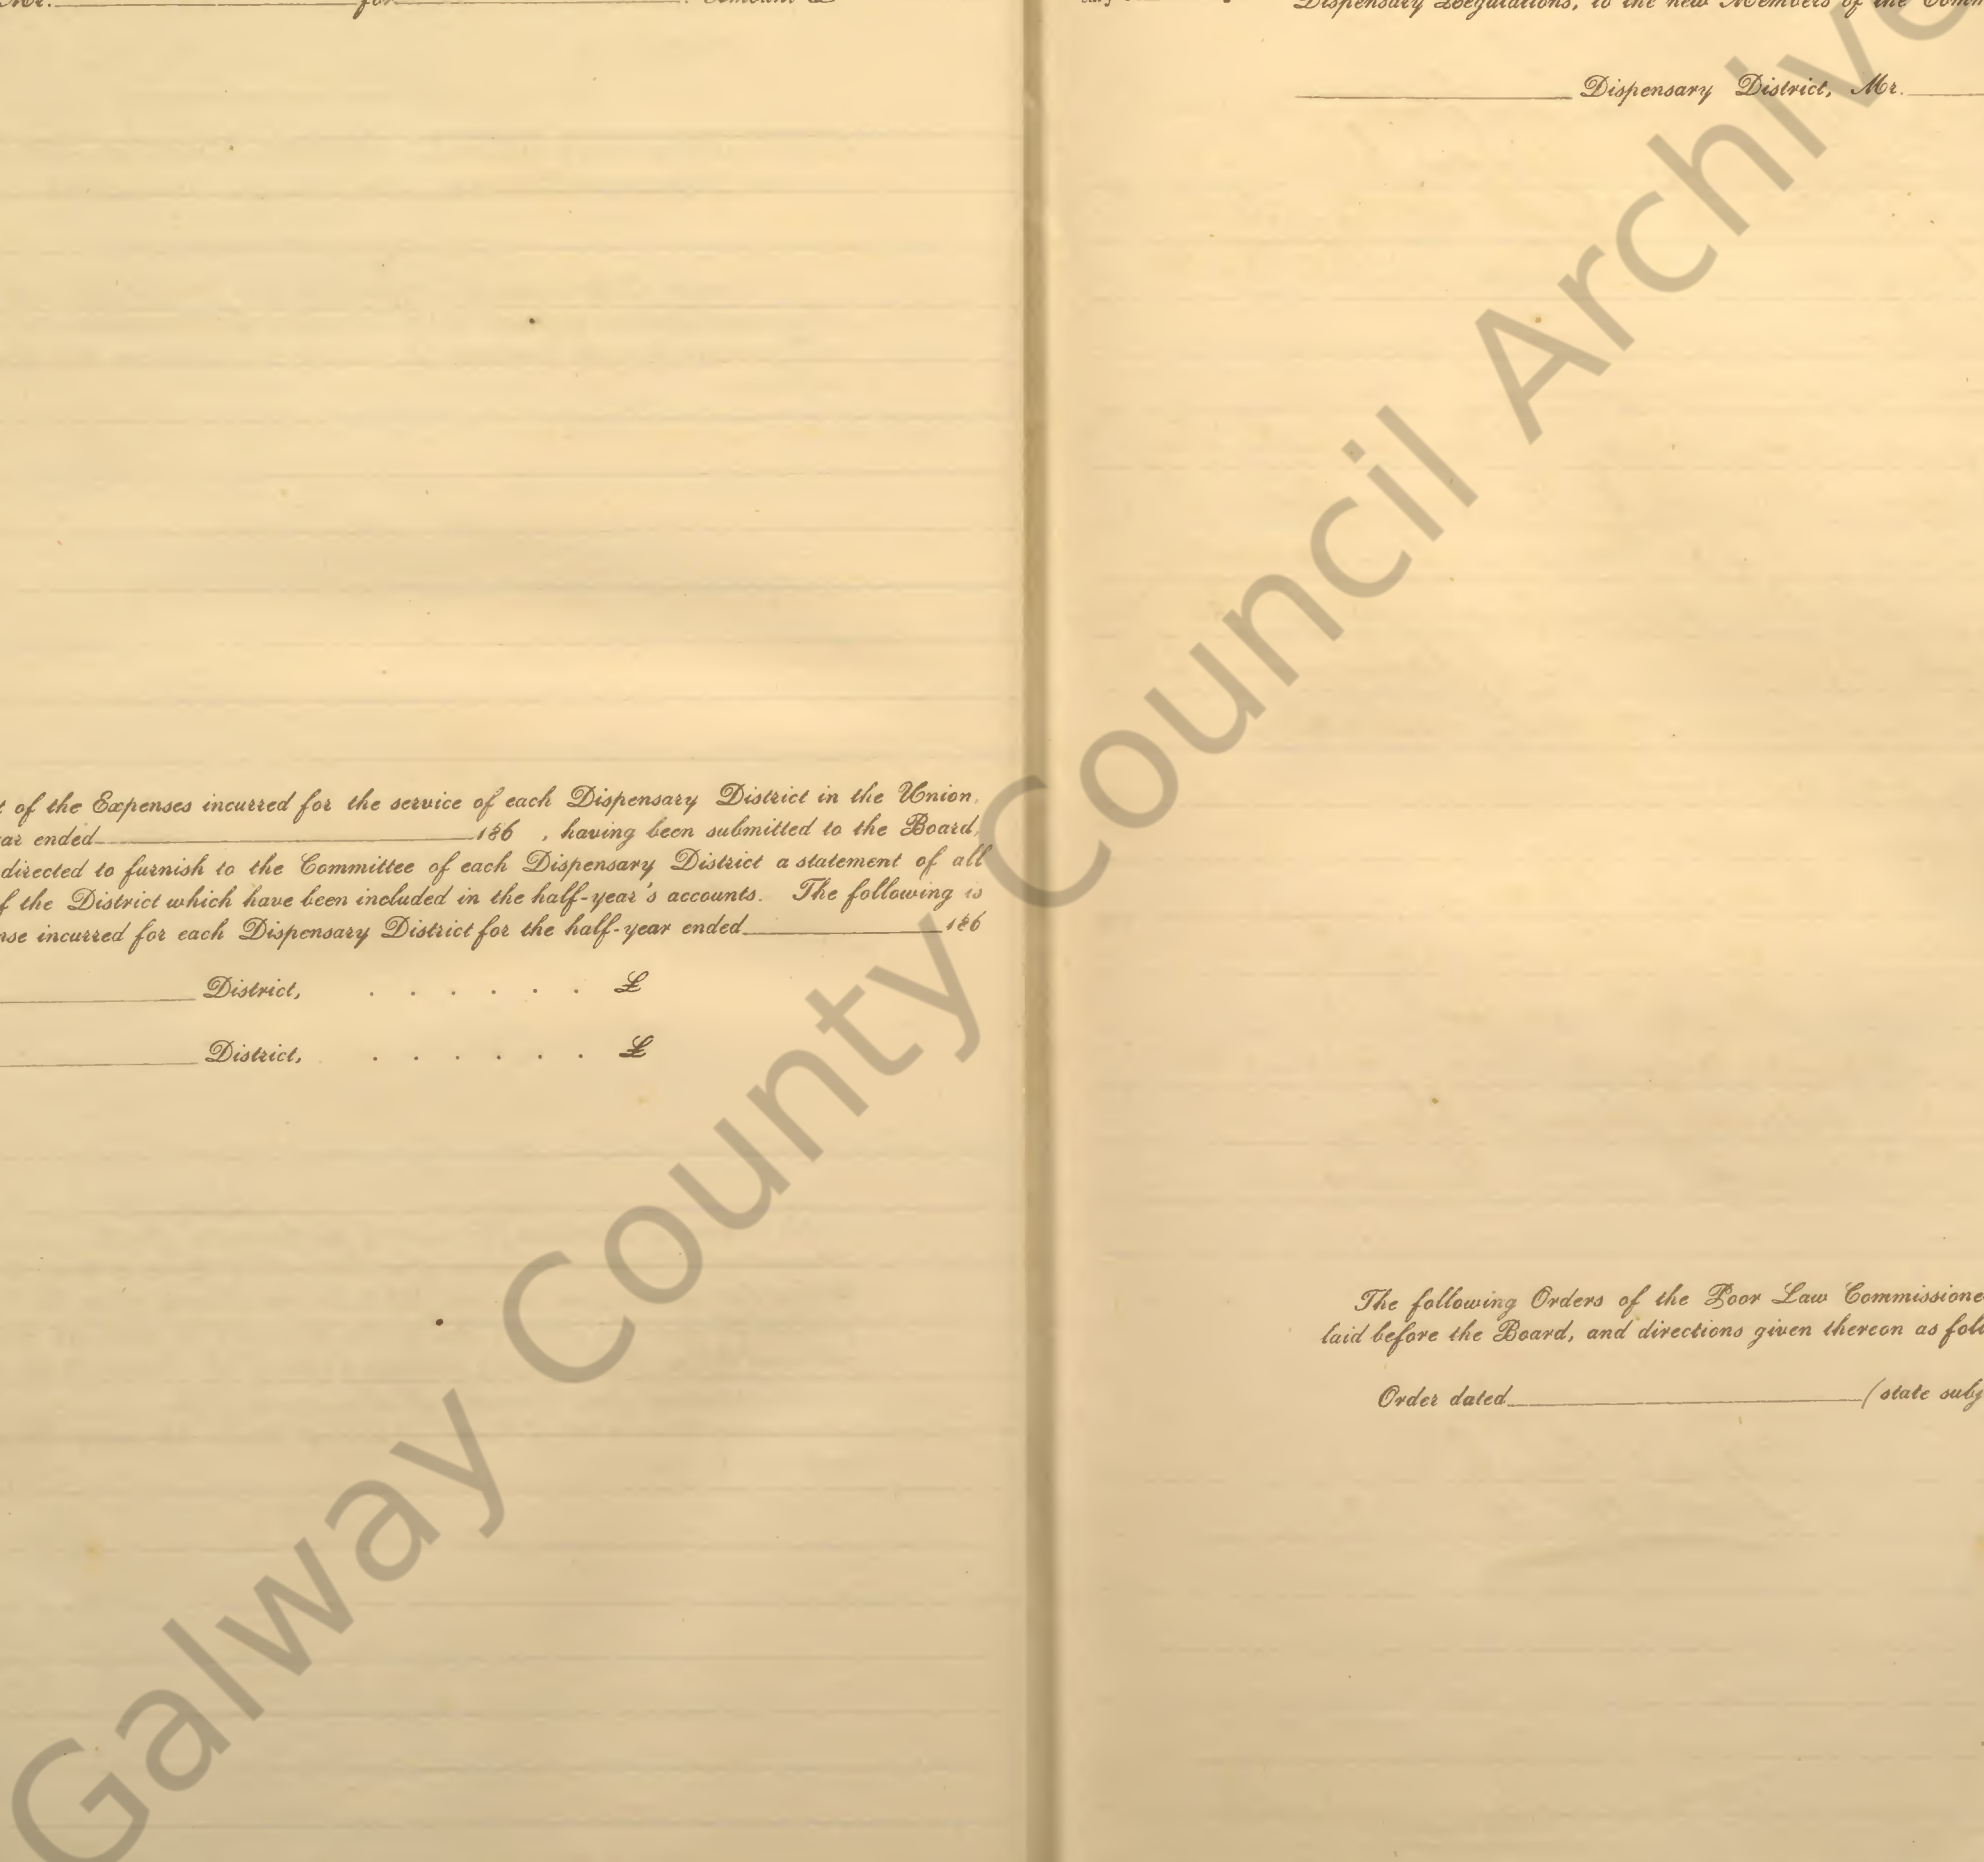 Mr. for Amount £
t of the Expenses incurred for the service of each Dispensary District in the Union,
ar ended 186 , having been submitted to the Board,
directed to furnish to the Committee of each Dispensary District a statement of all
f the District which have been included in the half-year's accounts. The following is
nse incurred for each Dispensary District for the half-year ended 186
District, . . . . . . £
District, . . . . . . £
Dispensary Regulations, to the new Members of the Comm
Dispensary District, Mr.
The following Orders of the Poor Law Commissione
laid before the Board, and directions given thereon as foll
Order dated (state subj
Galway County Council Archive